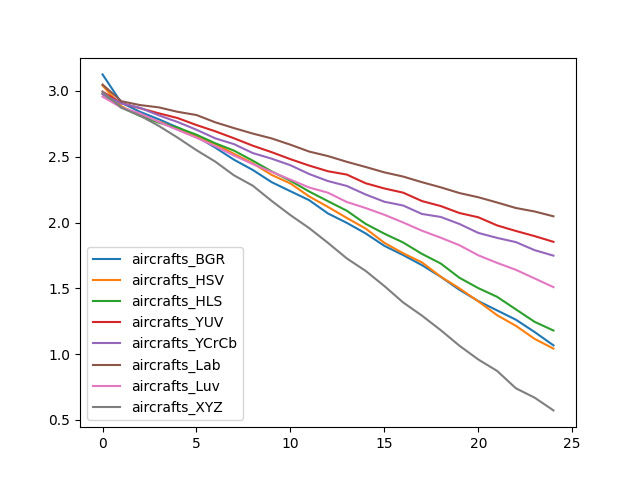 3.0
2.5
2.0
1.5
1.0
0.5
aircrafts_BGR
aircrafts_HSV
aircrafts_HLS
aircrafts_YUV
aircrafts_YCrCb
aircrafts_Lab
aircrafts_Luv
aircrafts_XYZ
0 5 10 15 20 25